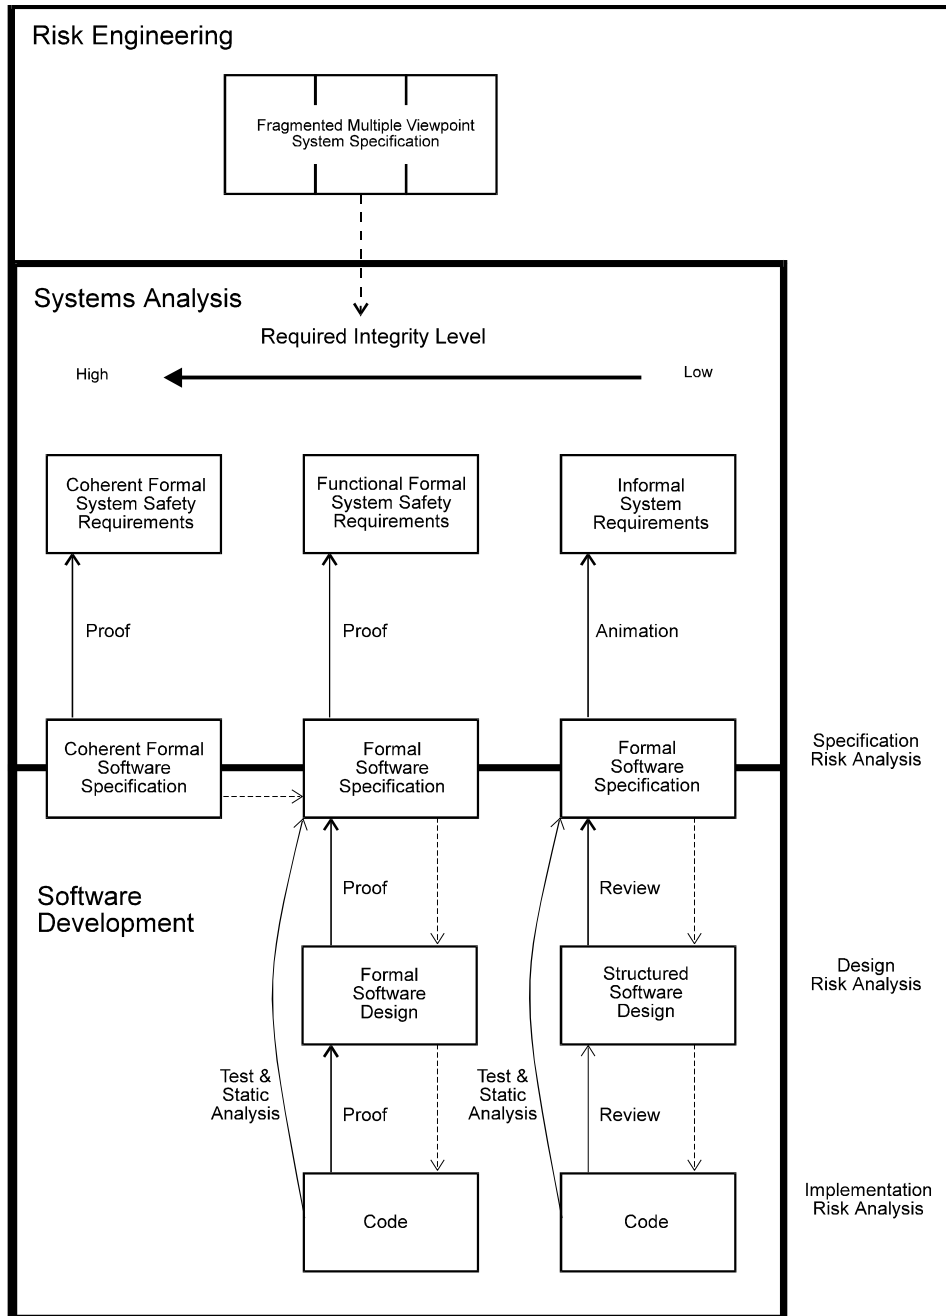 Risk Engineering
Fragmented Multiple Viewpoint
System Specification
Systems Analysis
Required Integrity Level
High
Low
Coherent Formal
System Safety
Requirements
Functional Formal
System Safety
Requirements
Informal
System
Requirements
Proof
Proof
Animation
Coherent Formal
Software
Specification
Formal
Software
Specification
Formal
Software
Specification
Specification
Risk Analysis
Software
Development
Proof
Review
Formal
Software
Design
Structured
Software
Design
Design
Risk Analysis
Test &
Static
Analysis
Proof
Test &
Static
Analysis
Review
Code
Code
Implementation
Risk Analysis